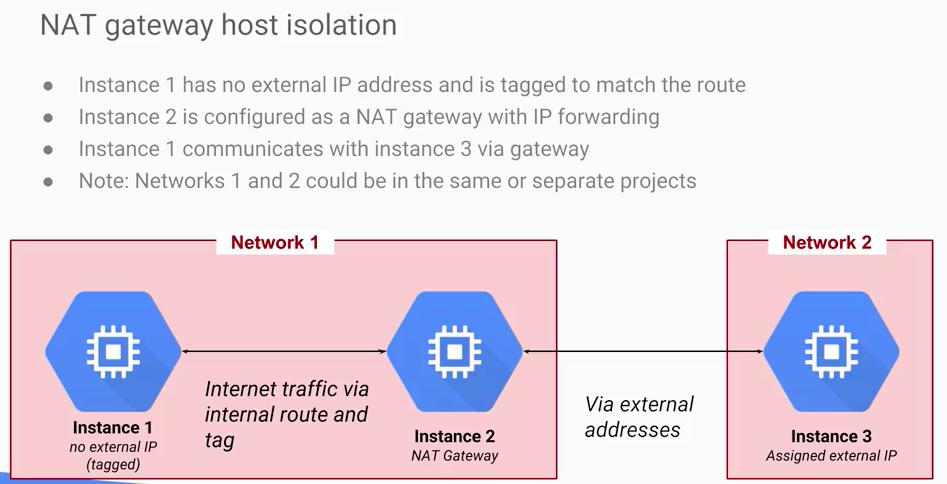 NAT gateway host isolation
● Instance 1 has no external IP address and is tagged to match the route
● Instance 2 is configured as a NAT gateway with IP forwarding
● Instance 1 communicates with instance 3 via gateway
● Note: Networks 1 and 2 could be in the same or separate projects
Network 1
Instance 1
no external IP
(tagged)
Internet traffic via
internal route and
tag
Instance 2
NAT Gateway
Via external
addresses
Network 2
Instance 3
Assigned external IP